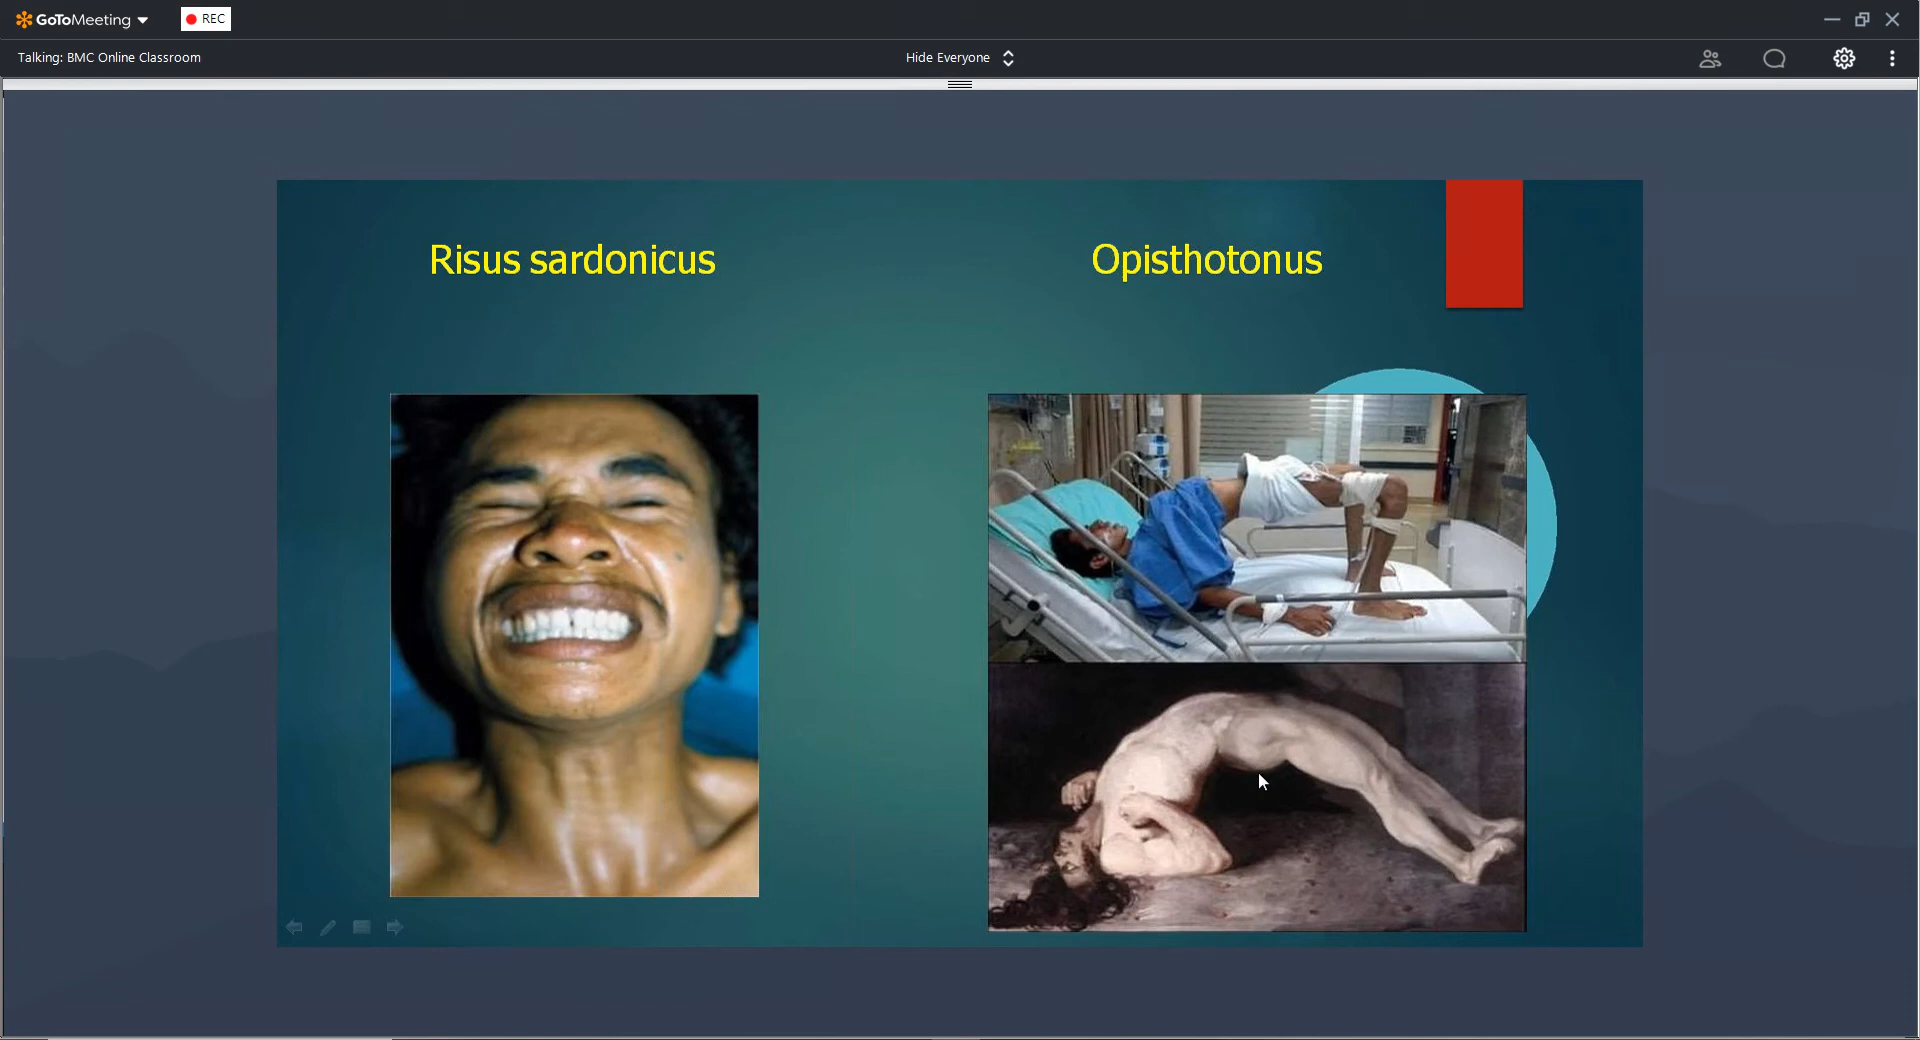 GoToMeeting
REC
Talking: BMC Online Classroom
Hide Everyone
Risus sardonicus
Opisthotonus